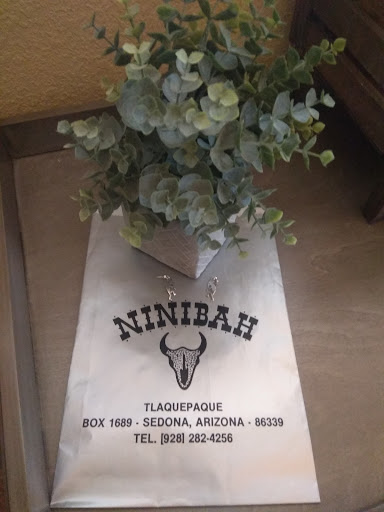 NINIBAH
TLAQUEPAQUE
BOX 1689 - SEDONA, ARIZONA - 86339
TEL. [928] 282-4256